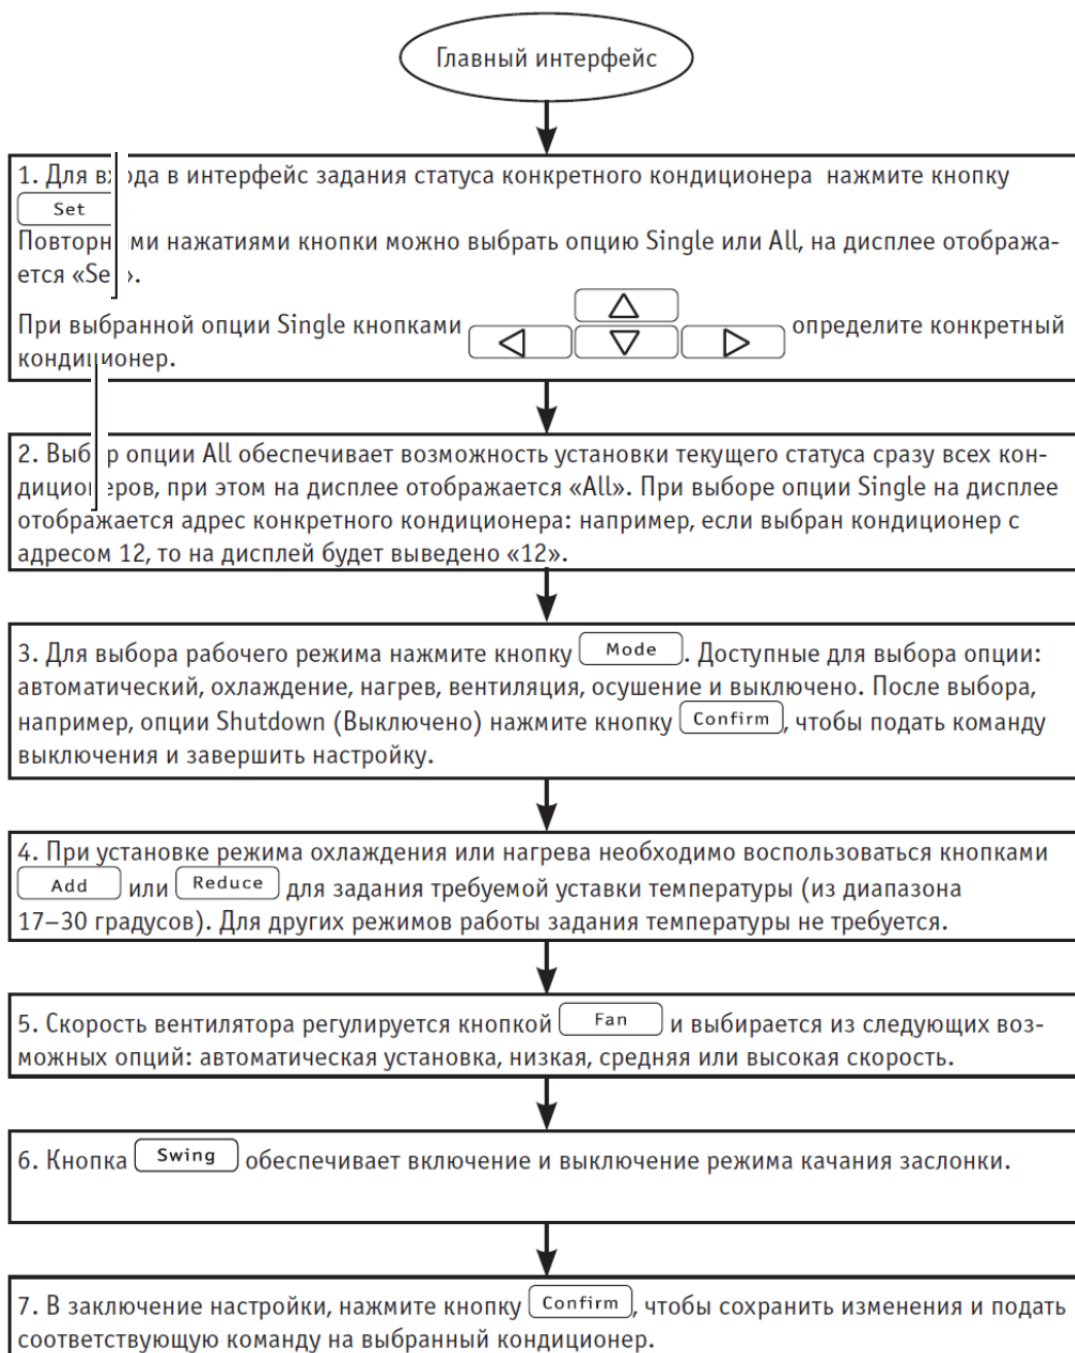 Главный интерфейс
1. Для входа в интерфейс задания статуса конкретного кондиционера нажмите кнопку
Set
Повторными нажатиями кнопки можно выбрать опцию Single или All, на дисплее отобража-
ется «Set».
При выбранной опции Single кнопками определите конкретный
кондиционер.
2. Выбор опции All обеспечивает возможность установки текущего статуса сразу всех кон-
диционеров, при этом на дисплее отображается «All». При выборе опции Single на дисплее
отображается адрес конкретного кондиционера: например, если выбран кондиционер с
адресом 12, то на дисплей будет выведено «12».
3. Для выбора рабочего режима нажмите кнопку Mode. Доступные для выбора опции:
автоматический, охлаждение, нагрев, вентиляция, осушение и выключено. После выбора,
например, опции Shutdown (Выключено) нажмите кнопку Confirm, чтобы подать команду
выключения и завершить настройку.
4. При установке режима охлаждения или нагрева необходимо воспользоваться кнопками
Add или Reduce для задания требуемой уставки температуры (из диапазона
17–30 градусов). Для других режимов работы задания температуры не требуется.
5. Скорость вентилятора регулируется кнопкой Fan и выбирается из следующих воз-
можных опций: автоматическая установка, низкая, средняя или высокая скорость.
6. Кнопка Swing обеспечивает включение и выключение режима качания заслонки.
7. В заключение настройки, нажмите кнопку Confirm, чтобы сохранить изменения и подать
соответствующую команду на выбранный кондиционер.